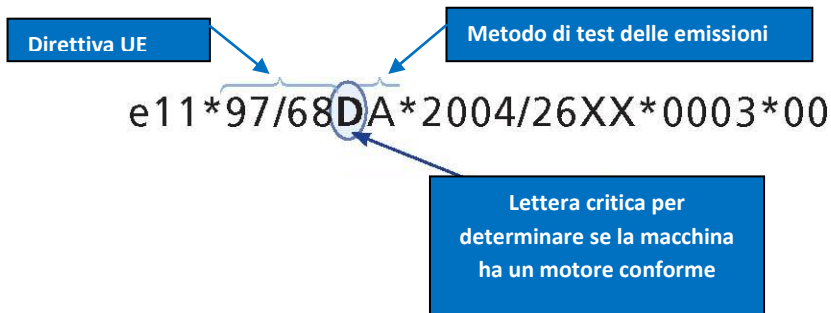 Direttiva UE
Metodo di test delle emissioni
e11*97/68DA*2004/26XX*0003*00
Lettera critica per
determinare se la macchina
ha un motore conforme